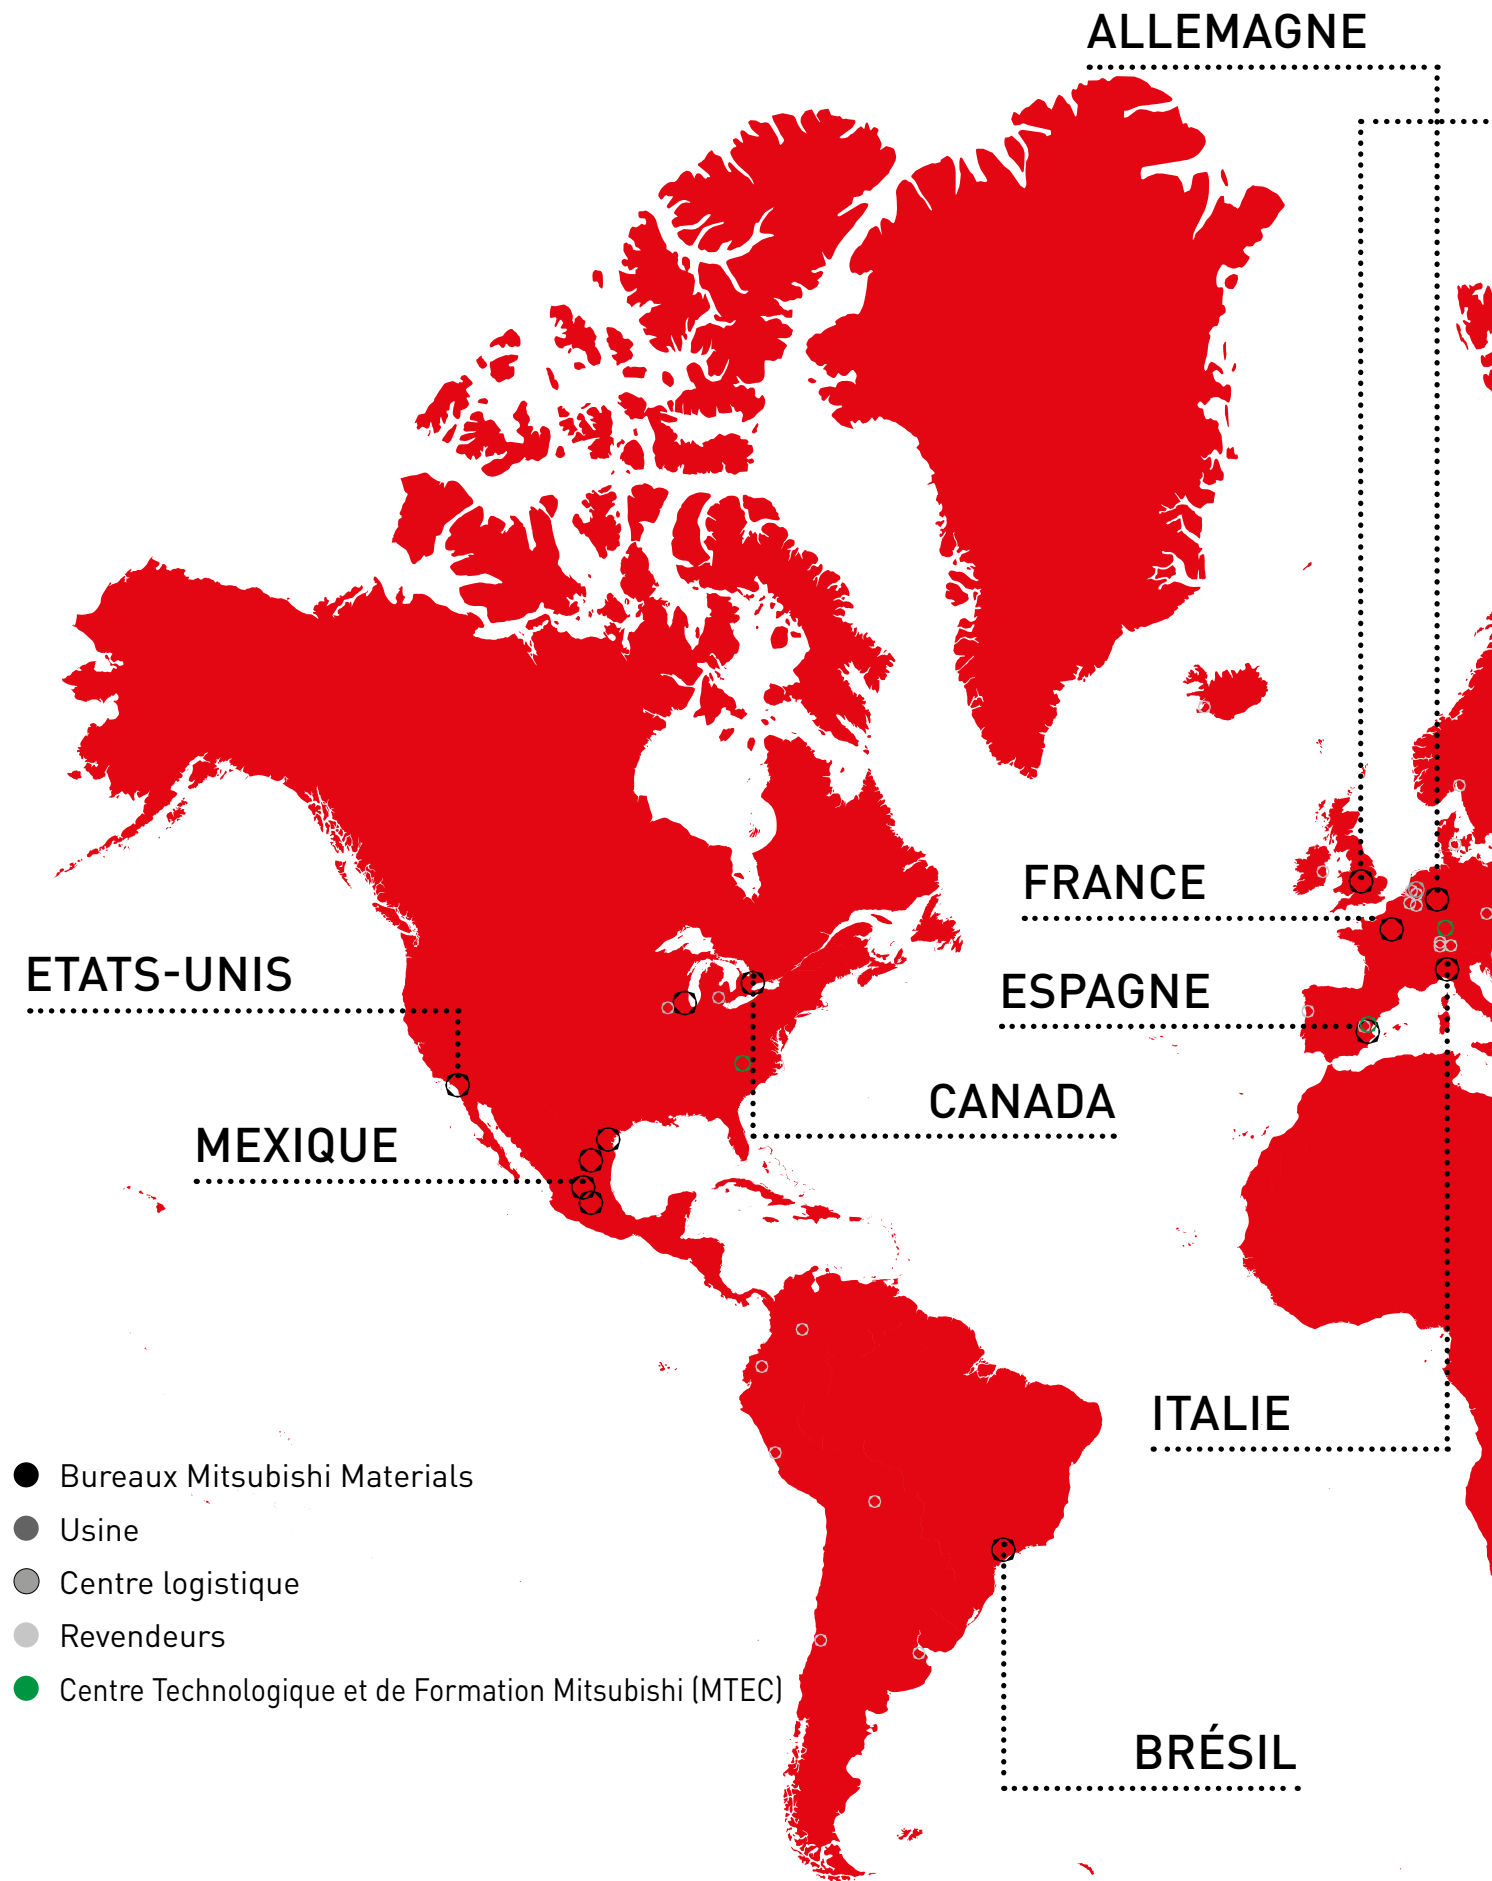 ALLEMAGNE
FRANCE
ETATS-UNIS
ESPAGNE
CANADA
MEXIQUE
ITALIE
Bureaux Mitsubishi Materials
Usine
Centre logistique
Revendeurs
Centre Technologique et de Formation Mitsubishi (MTEC)
BRÉSIL